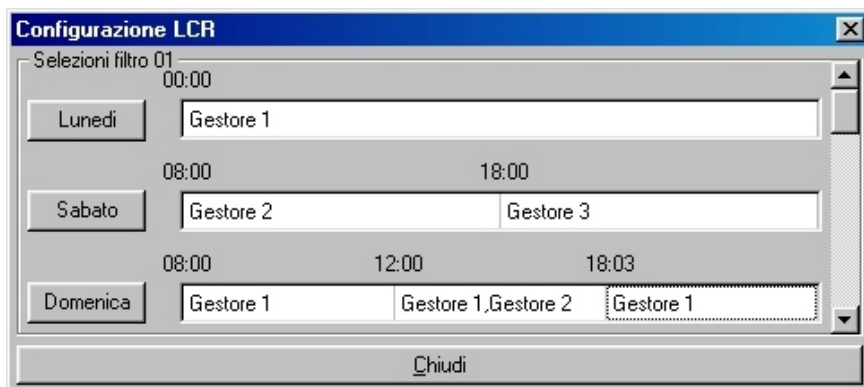 Configurazione LCR
Selezioni filtro 01
00:00
Lunedi Gestore 1
08:00 18:00
Sabato Gestore 2 Gestore 3
08:00 12:00 18:03
Domenica Gestore 1 Gestore 1,Gestore 2 Gestore 1
Chiudi